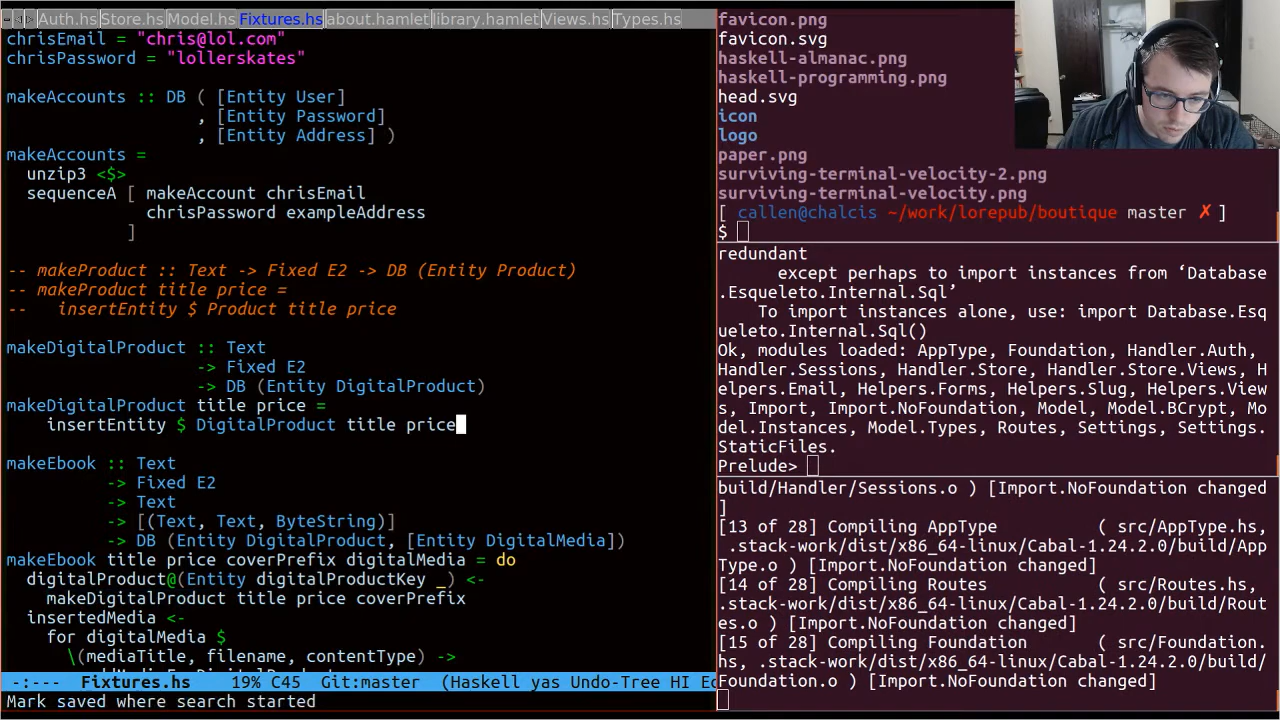 Auth.hs Store.hs Model.hs Fixtures.hs about.hamlet library.hamlet Views.hs Types.hs
chrisEmail = "chris@lol.com"
chrisPassword = "lollerskates"
makeAccounts :: DB ( [Entity User]
, [Entity Password]
, [Entity Address] )
makeAccounts =
unzip3 <$>
sequenceA [ makeAccount chrisEmail
chrisPassword exampleAddress
]
-- makeProduct :: Text -> Fixed E2 -> DB (Entity Product)
-- makeProduct title price =
--   insertEntity $ Product title price
makeDigitalProduct :: Text
-> Fixed E2
-> DB (Entity DigitalProduct)
makeDigitalProduct title price =
insertEntity $ DigitalProduct title price
makeEbook :: Text
-> Fixed E2
-> Text
-> [(Text, Text, ByteString)]
-> DB (Entity DigitalProduct, [Entity DigitalMedia])
makeEbook title price coverPrefix digitalMedia = do
digitalProduct@(Entity digitalProductKey _) <-
makeDigitalProduct title price coverPrefix
insertedMedia <-
for digitalMedia $
\(mediaTitle, filename, contentType) ->
-:--- Fixtures.hs 19% C45 Git:master (Haskell yas Undo-Tree HI Ec
Mark saved where search started
favicon.png
favicon.svg
haskell-almanac.png
haskell-programming.png
head.svg
icon
logo
paper.png
surviving-terminal-velocity-2.png
surviving-terminal-velocity.png
[ callen@chalcis ~/work/lorepub/boutique master ✗ ]
$
redundant
except perhaps to import instances from ‘Database
.Esqueleto.Internal.Sql’
To import instances alone, use: import Database.Esq
ueleto.Internal.Sql()
Ok, modules loaded: AppType, Foundation, Handler.Auth,
Handler.Sessions, Handler.Store, Handler.Store.Views, H
elpers.Email, Helpers.Forms, Helpers.Slug, Helpers.View
s, Import, Import.NoFoundation, Model, Model.BCrypt, Mo
del.Instances, Model.Types, Routes, Settings, Settings.
StaticFiles.
Prelude>
build/Handler/Sessions.o ) [Import.NoFoundation changed
]
[13 of 28] Compiling AppType ( src/AppType.hs,
.stack-work/dist/x86_64-linux/Cabal-1.24.2.0/build/App
Type.o ) [Import.NoFoundation changed]
[14 of 28] Compiling Routes ( src/Routes.hs,
.stack-work/dist/x86_64-linux/Cabal-1.24.2.0/build/Rout
es.o ) [Import.NoFoundation changed]
[15 of 28] Compiling Foundation ( src/Foundation.
hs, .stack-work/dist/x86_64-linux/Cabal-1.24.2.0/build/
Foundation.o ) [Import.NoFoundation changed]